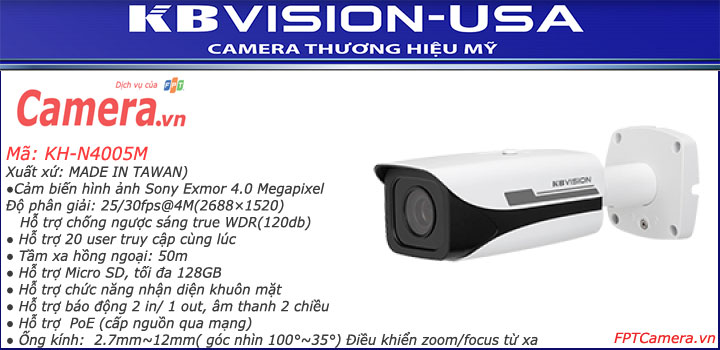 KBVISION-USA
CAMERA THƯƠNG HIỆU MỸ
Dịch vụ của FPT
Camera.vn
Mã: KH-N4005M
Xuất xứ: MADE IN TAWAN)
●Cảm biến hình ảnh Sony Exmor 4.0 Megapixel
Độ phân giải: 25/30fps@4M(2688×1520)
Hỗ trợ chống ngược sáng true WDR(120db)
● Hỗ trợ 20 user truy cập cùng lúc
● Tầm xa hồng ngoại: 50m
● Hỗ trợ Micro SD, tối đa 128GB
● Hỗ trợ chức năng nhận diện khuôn mặt
● Hỗ trợ báo động 2 in/ 1 out, âm thanh 2 chiều
● Hỗ trợ PoE (cấp nguồn qua mạng)
● Ống kính: 2.7mm~12mm( góc nhìn 100°~35°) Điều khiển zoom/focus từ xa
KBVISION
FPTCamera.vn